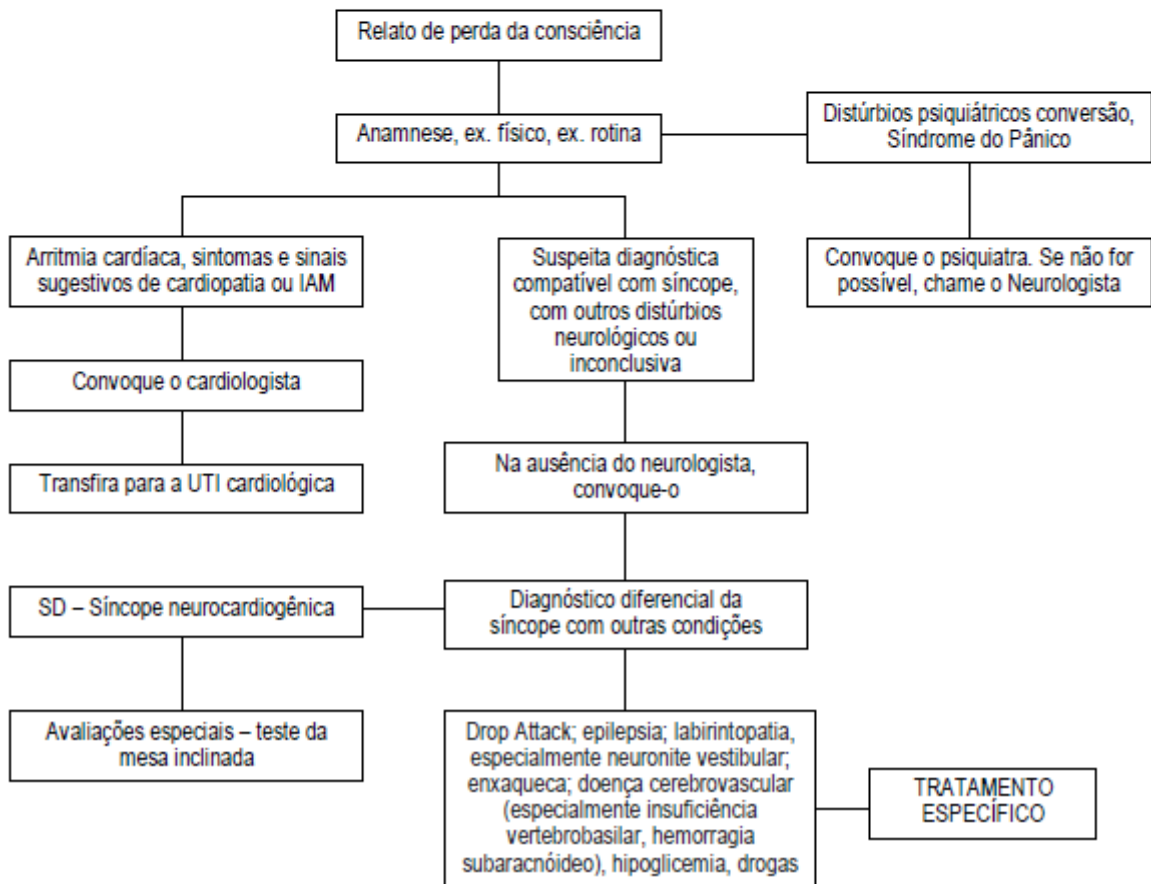 Relato de perda da consciência
Anamnese, ex. físico, ex. rotina
Distúrbios psiquiátricos conversão,
Síndrome do Pânico
Arritmia cardíaca, sintomas e sinais
sugestivos de cardiopatia ou IAM
Suspeita diagnóstica
compatível com síncope,
com outros distúrbios
neurológicos ou
inconclusiva
Convoque o psiquiatra. Se não for
possível, chame o Neurologista
Convoque o cardiologista
Transfira para a UTI cardiológica
Na ausência do neurologista,
convoque-o
SD – Síncope neurocardiogênica
Diagnóstico diferencial da
síncope com outras condições
Avaliações especiais – teste da
mesa inclinada
Drop Attack; epilepsia; labirintopatia,
especialmente neuronite vestibular;
enxaqueca; doença cerebrovascular
(especialmente insuficiência
vertebrobasilar, hemorragia
subaracnóideo), hipoglicemia, drogas
TRATAMENTO
ESPECÍFICO